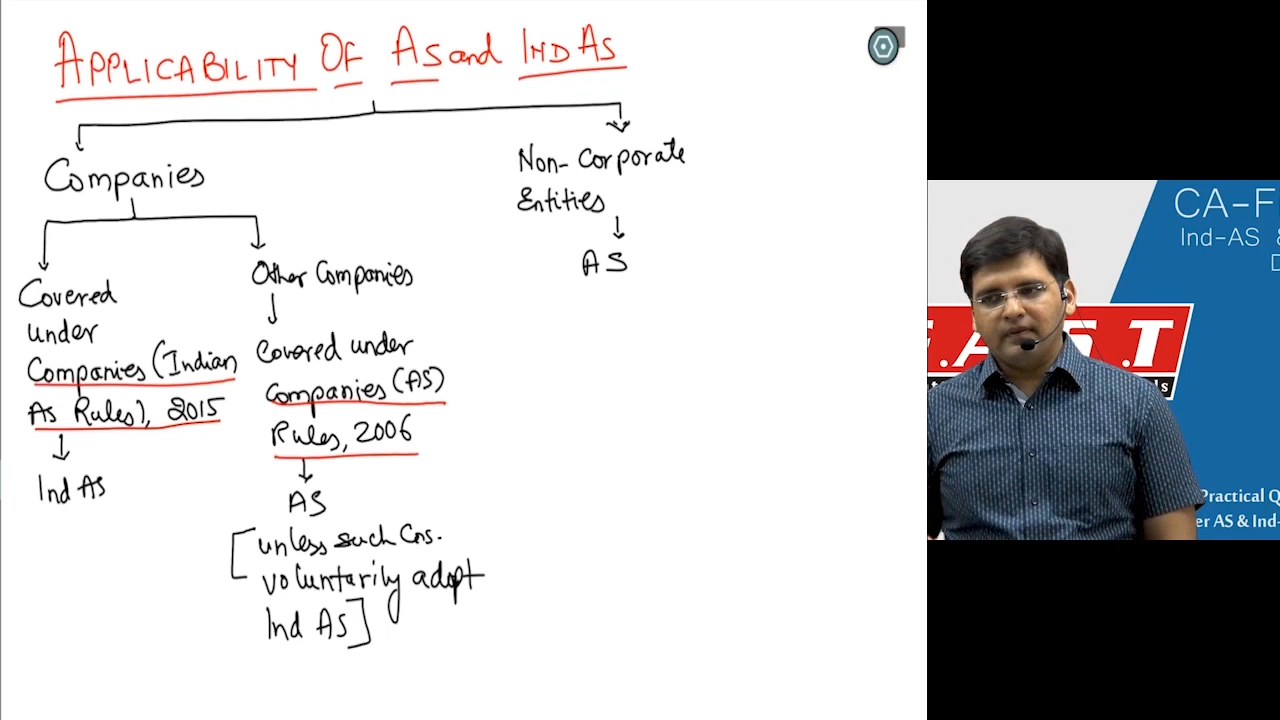 APPLICABILITY OF AS and IND AS
Companies
Non-Corporate
Entities
AS
Covered
under
Companies (Indian
As Rules), 2015
Ind AS
Other Companies
Covered under
Companies (AS)
Rules, 2006
AS
[unless such Cos.
voluntarily adopt
Ind AS]
CA-F
Ind-AS &
D
.A.S.T
Practical Q
er AS & Ind-